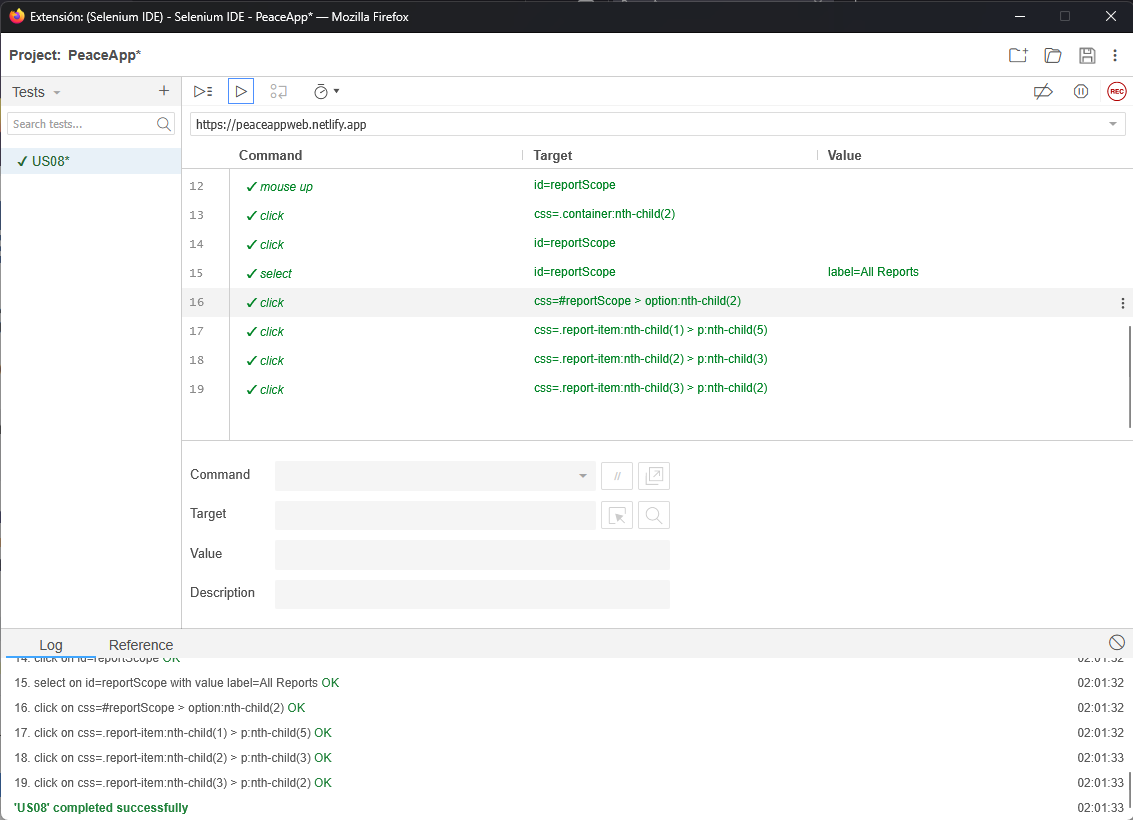 Extensión: (Selenium IDE) - Selenium IDE - PeaceApp* — Mozilla Firefox
Project: PeaceApp*
Tests
Search tests...
✓ US08*
REC
https://peaceappweb.netlify.app
Command Target Value
12 ✓ mouse up id=reportScope
13 ✓ click css=.container:nth-child(2)
14 ✓ click id=reportScope
15 ✓ select id=reportScope label=All Reports
16 ✓ click css=#reportScope > option:nth-child(2)
17 ✓ click css=.report-item:nth-child(1) > p:nth-child(5)
18 ✓ click css=.report-item:nth-child(2) > p:nth-child(3)
19 ✓ click css=.report-item:nth-child(3) > p:nth-child(2)
Command //
Target
Value
Description
Log Reference
14. click on id=reportScope OK 02:01:32
15. select on id=reportScope with value label=All Reports OK 02:01:32
16. click on css=#reportScope > option:nth-child(2) OK 02:01:32
17. click on css=.report-item:nth-child(1) > p:nth-child(5) OK 02:01:32
18. click on css=.report-item:nth-child(2) > p:nth-child(3) OK 02:01:33
19. click on css=.report-item:nth-child(3) > p:nth-child(2) OK 02:01:33
'US08' completed successfully 02:01:33